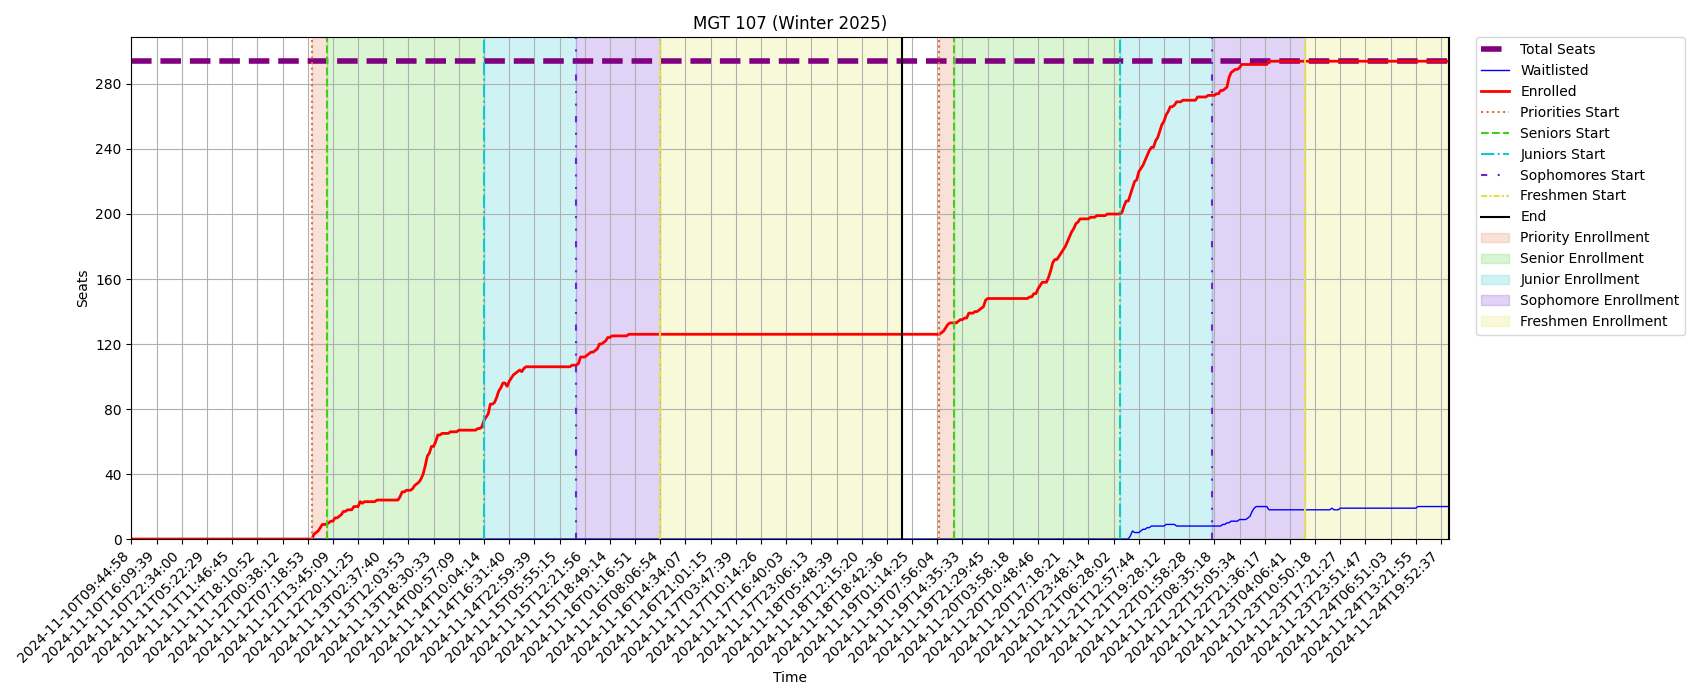 MGT 107 (Winter 2025)
Seats
280
240
200
160
120
80
40
0
2024-11-10T09:44:58
2024-11-10T16:09:39
2024-11-10T22:34:00
2024-11-11T05:22:29
2024-11-11T11:46:45
2024-11-11T18:10:52
2024-11-12T00:38:12
2024-11-12T07:18:53
2024-11-12T13:45:09
2024-11-12T20:11:25
2024-11-13T02:37:40
2024-11-13T12:03:53
2024-11-13T18:30:33
2024-11-14T00:57:09
2024-11-14T10:04:14
2024-11-14T16:31:40
2024-11-14T22:59:39
2024-11-15T05:55:15
2024-11-15T12:21:56
2024-11-15T18:49:14
2024-11-16T01:16:51
2024-11-16T08:06:54
2024-11-16T14:34:07
2024-11-16T21:01:15
2024-11-17T03:47:39
2024-11-17T10:14:26
2024-11-17T16:40:03
2024-11-17T23:06:13
2024-11-18T05:48:39
2024-11-18T12:15:20
2024-11-18T18:42:36
2024-11-19T01:14:25
2024-11-19T07:56:04
2024-11-19T14:35:33
2024-11-19T21:29:45
2024-11-20T03:58:18
2024-11-20T10:48:46
2024-11-20T17:18:21
2024-11-20T23:48:14
2024-11-21T06:28:02
2024-11-21T12:57:44
2024-11-21T19:28:12
2024-11-22T01:58:28
2024-11-22T08:35:18
2024-11-22T15:05:34
2024-11-22T21:36:17
2024-11-23T04:06:41
2024-11-23T10:50:18
2024-11-23T17:21:27
2024-11-23T23:51:47
2024-11-24T06:51:03
2024-11-24T13:21:55
2024-11-24T19:52:37
Time
Total Seats
Waitlisted
Enrolled
Priorities Start
Seniors Start
Juniors Start
Sophomores Start
Freshmen Start
End
Priority Enrollment
Senior Enrollment
Junior Enrollment
Sophomore Enrollment
Freshmen Enrollment